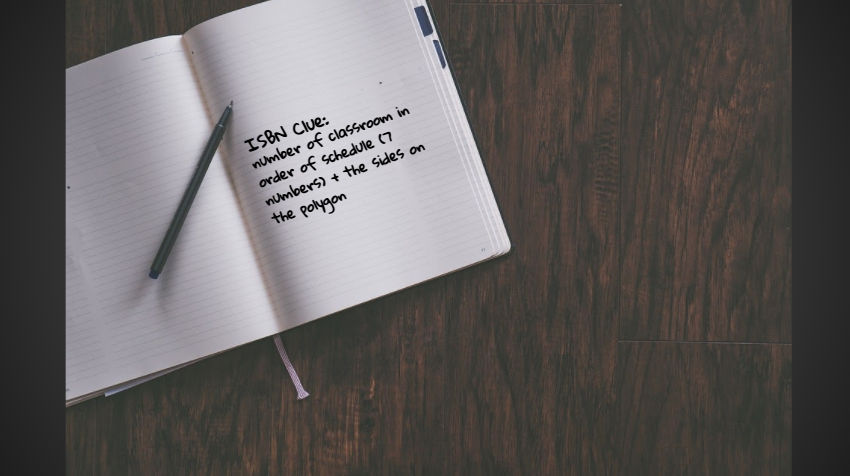 ISBN Clue:
number of classroom in
order of schedule (7
numbers) + the sides on
the polygon